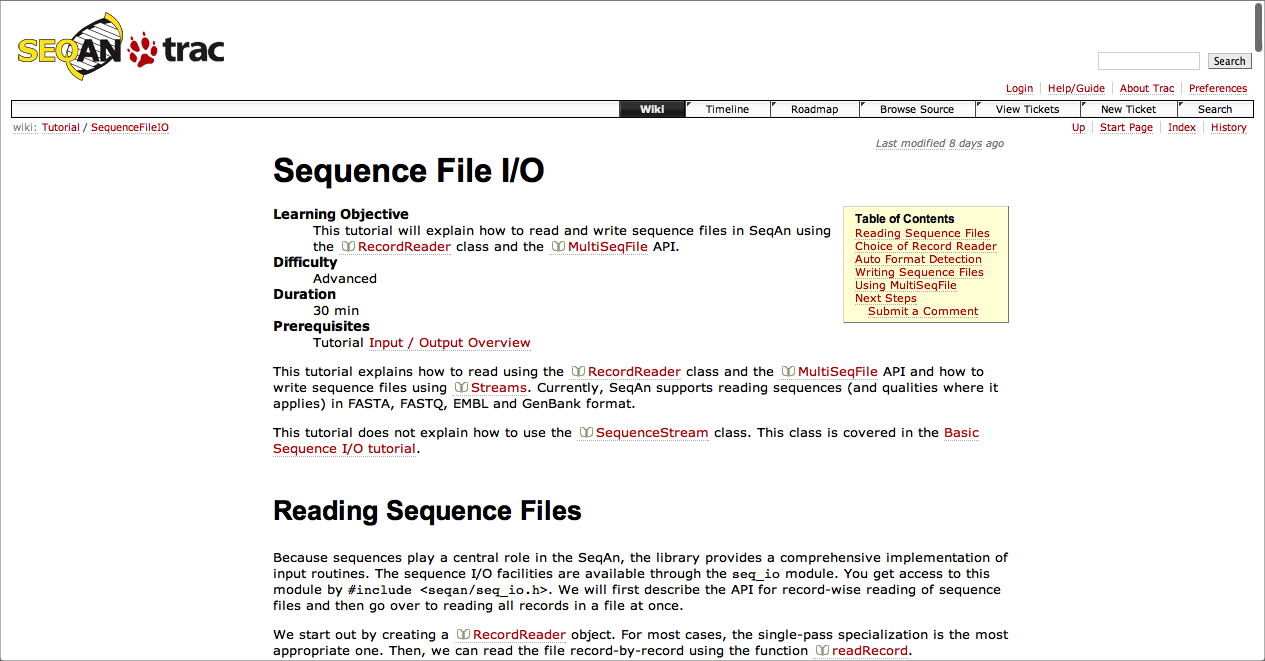 SEQAN trac
Search
Login Help/Guide About Trac Preferences
Wiki Timeline Roadmap Browse Source View Tickets New Ticket Search
wiki: Tutorial / SequenceFileIO
Up Start Page Index History
Last modified 8 days ago
Sequence File I/O
Learning Objective
This tutorial will explain how to read and write sequence files in SeqAn using
the RecordReader class and the MultiSeqFile API.
Difficulty
Advanced
Duration
30 min
Prerequisites
Tutorial Input / Output Overview
Table of Contents
Reading Sequence Files
Choice of Record Reader
Auto Format Detection
Writing Sequence Files
Using MultiSeqFile
Next Steps
Submit a Comment
This tutorial explains how to read using the RecordReader class and the MultiSeqFile API and how to
write sequence files using Streams. Currently, SeqAn supports reading sequences (and qualities where it
applies) in FASTA, FASTQ, EMBL and GenBank format.
This tutorial does not explain how to use the SequenceStream class. This class is covered in the Basic
Sequence I/O tutorial.
Reading Sequence Files
Because sequences play a central role in the SeqAn, the library provides a comprehensive implementation of
input routines. The sequence I/O facilities are available through the seq_io module. You get access to this
module by #include <seqan/seq_io.h>. We will first describe the API for record-wise reading of sequence
files and then go over to reading all records in a file at once.
We start out by creating a RecordReader object. For most cases, the single-pass specialization is the most
appropriate one. Then, we can read the file record-by-record using the function readRecord.